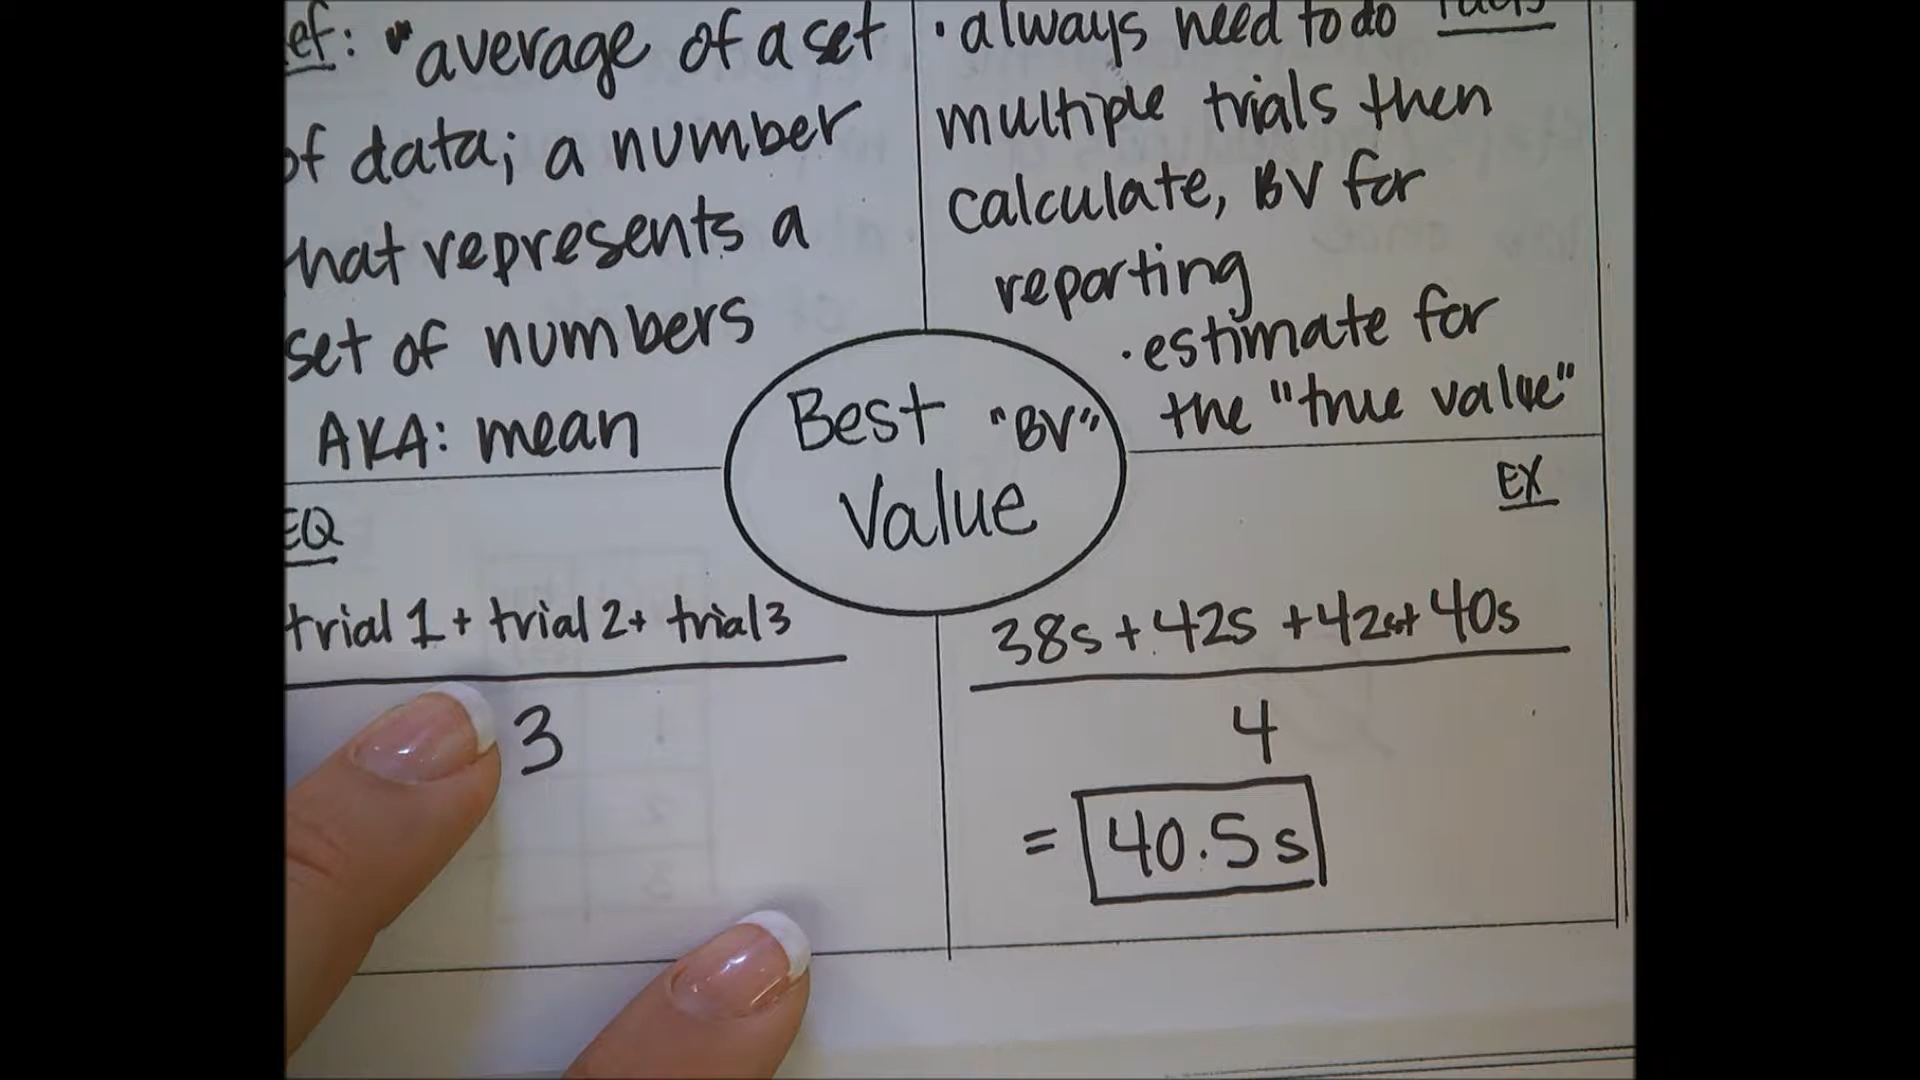 ef: "average of a set
of data; a number
hat represents a
set of numbers
AKA: mean
· always need to do
multiple trials then
calculate, BV for
reporting
· estimate for
the "true value"
Best "BV"
Value
EQ
trial 1 + trial 2 + trial 3
3
EX
38s + 42s + 42s + 40s
4
= 40.5 s